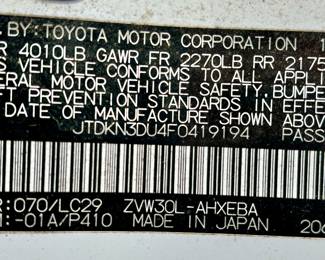 . BY: TOYOTA MOTOR CORPORATION
R 4010LB GAWR FR 2270LB RR 2175
S VEHICLE CONFORMS TO ALL APPLI
ERAL MOTOR VEHICLE SAFETY, BUMPE
T PREVENTION STANDARDS IN EFFE
DATE OF MANUFACTURE SHOWN ABOV
JTDKN3DU4F0419194 PASS
R: 070/LC29 ZVW30L-AHXEBA
M: -01A/P410 MADE IN JAPAN 206